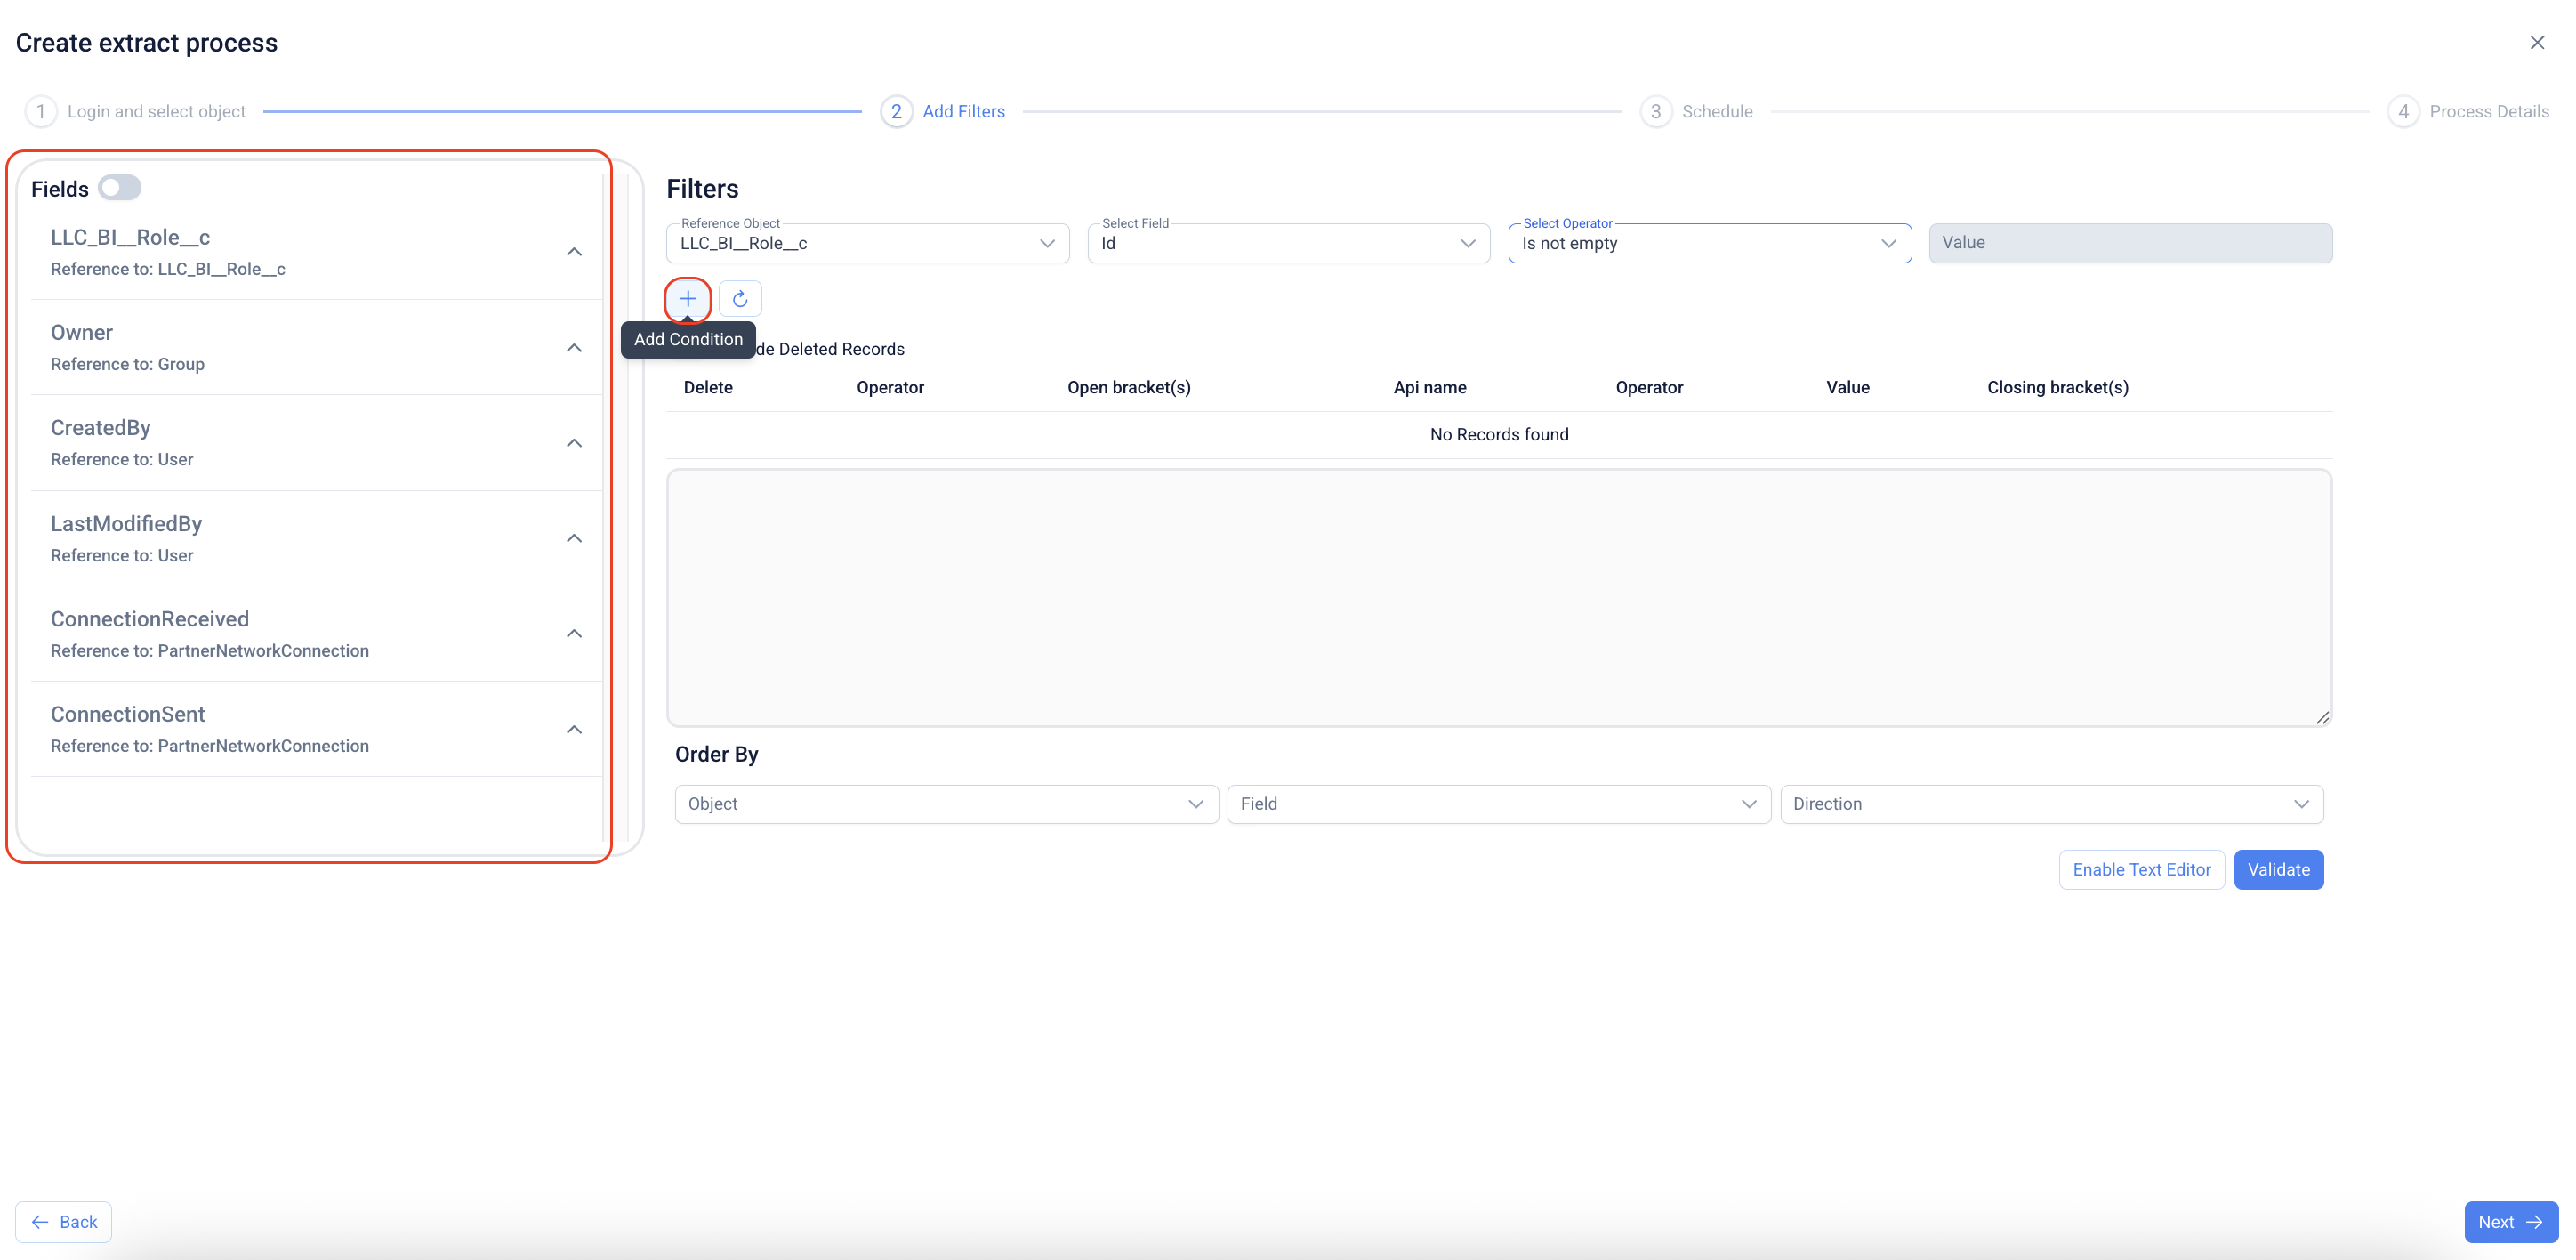 Create extract process
1 Login and select object
2 Add Filters
3 Schedule
4 Process Details
Fields
LLC_BI__Role__c
Reference to: LLC_BI__Role__c
Owner
Reference to: Group
CreatedBy
Reference to: User
LastModifiedBy
Reference to: User
ConnectionReceived
Reference to: PartnerNetworkConnection
ConnectionSent
Reference to: PartnerNetworkConnection
Filters
Reference Object
LLC_BI__Role__c
Select Field
Id
Select Operator
Is not empty
Value
Add Condition
de Deleted Records
Delete Operator Open bracket(s) Api name Operator Value Closing bracket(s)
No Records found
Order By
Object Field Direction
Enable Text Editor Validate
Back
Next